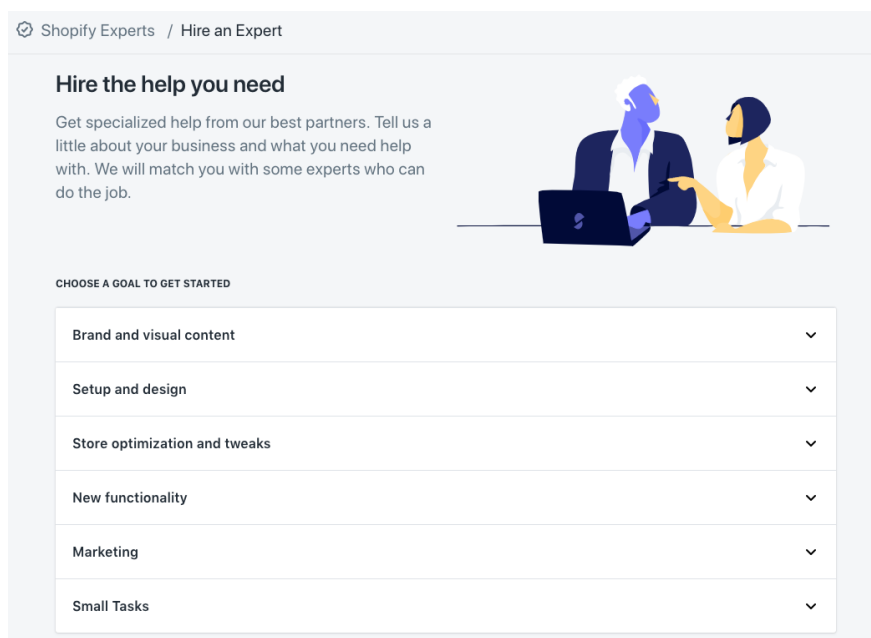 Shopify Experts / Hire an Expert
Hire the help you need
Get specialized help from our best partners. Tell us a
little about your business and what you need help
with. We will match you with some experts who can
do the job.
CHOOSE A GOAL TO GET STARTED
Brand and visual content
Setup and design
Store optimization and tweaks
New functionality
Marketing
Small Tasks